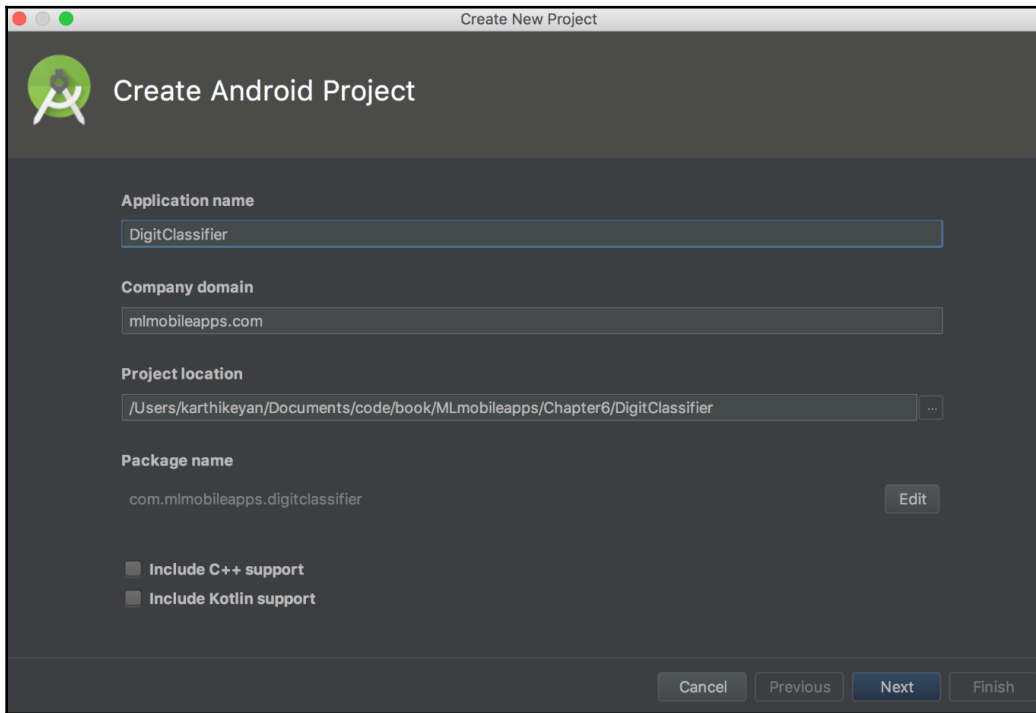 Create New Project
Create Android Project
Application name
DigitClassifier
Company domain
mlmobileapps.com
Project location
/Users/karthikeyan/Documents/code/book/MLmobileapps/Chapter6/DigitClassifier
...
Package name
com.mlmobileapps.digitclassifier
Edit
Include C++ support
Include Kotlin support
Cancel Previous Next Finish